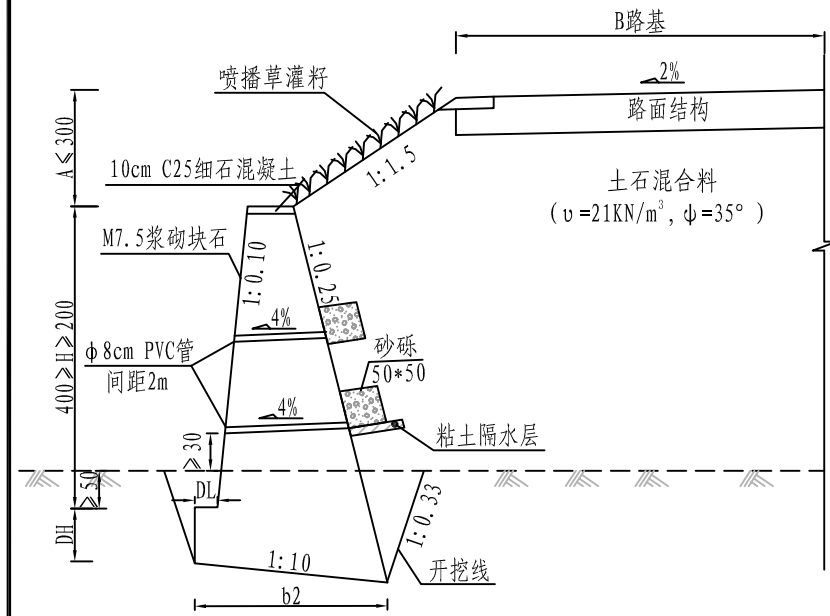 B路基
2%
喷播草灌籽
路面结构
A≤300
1:1.5
10cm C25细石混凝土
土石混合料
(υ=21KN/m³, ψ=35° )
M7.5浆砌块石
1:0.10
1:0.25
4%
φ8cm PVC管
间距2m
砂砾
50*50
400≥H≥200
4%
粘土隔水层
≥30
≥50
DL
DH
1:0.33
1:10
开挖线
b2